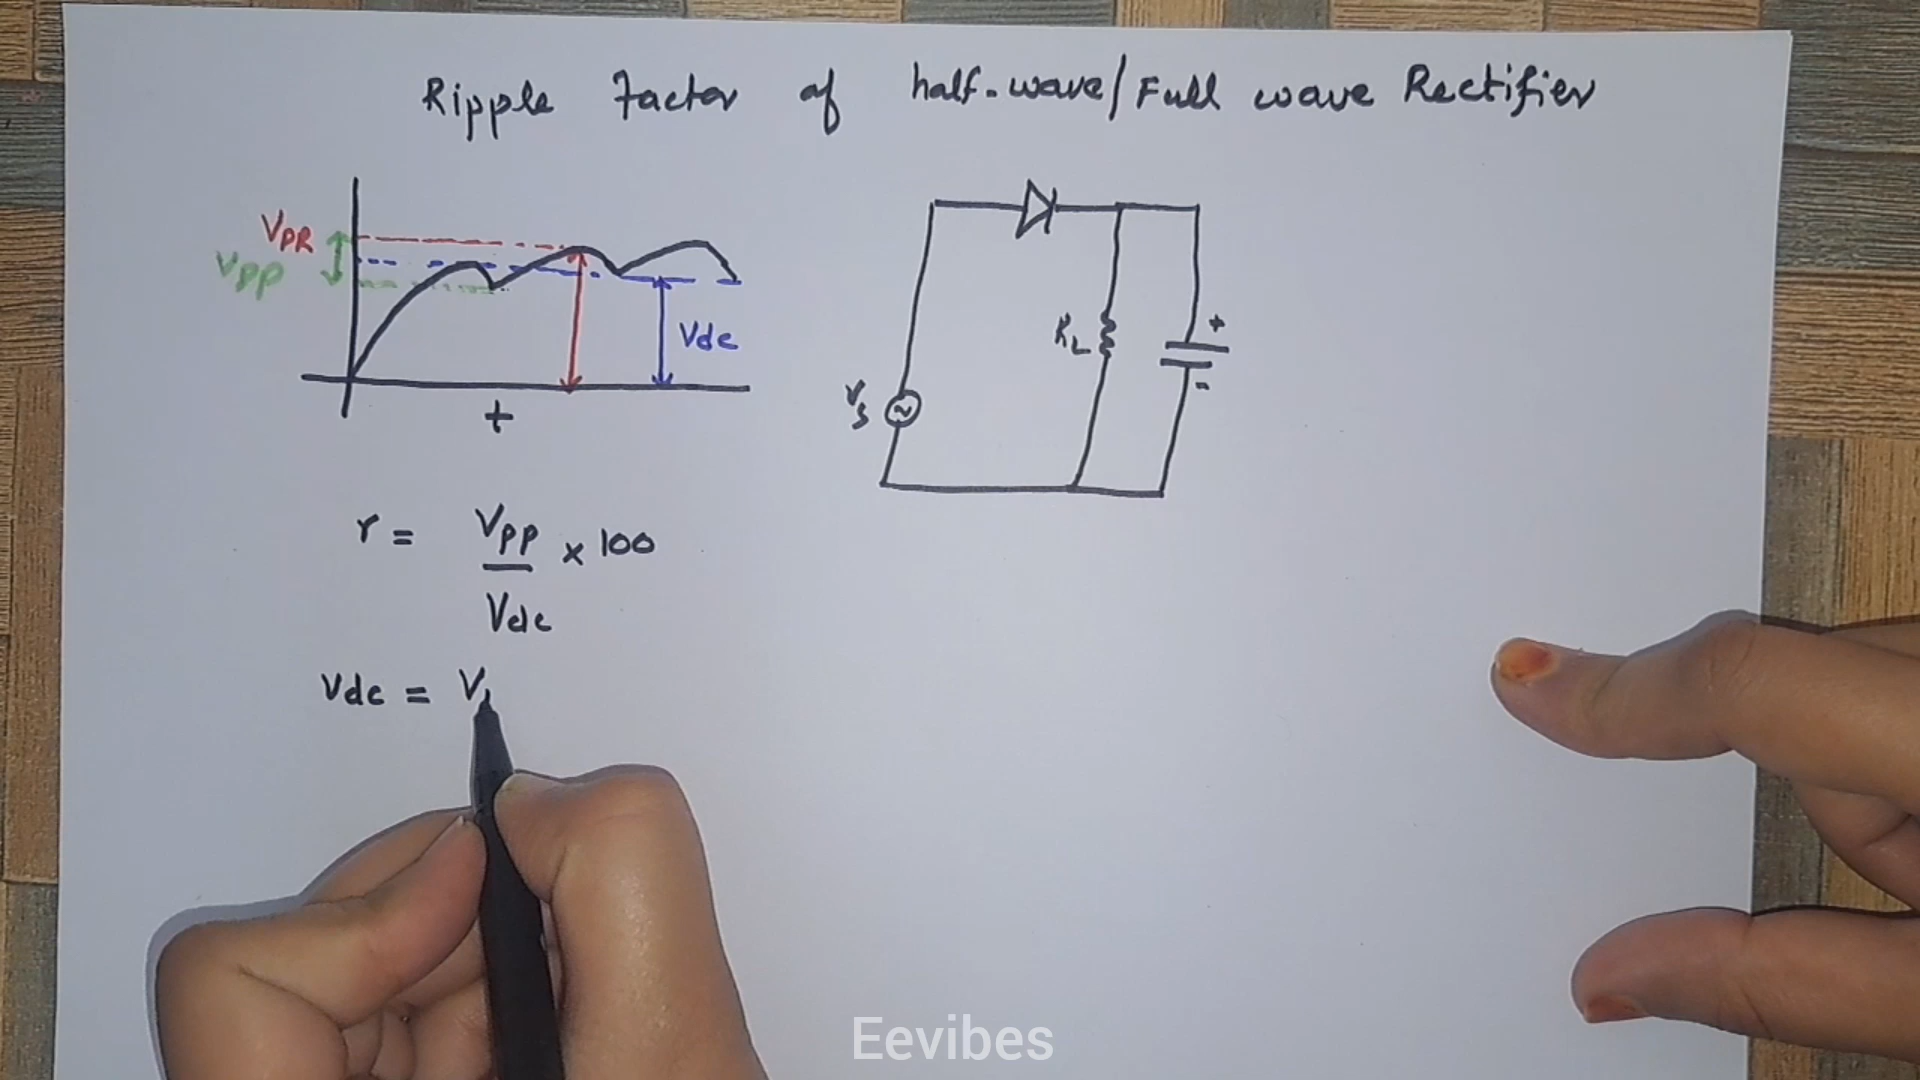 Ripple Factor of half-wave/Full wave Rectifier
VPR
VPP
Vdc
t
RL
+
-
Vs
r = VPP / Vdc × 100
Vdc = V
Eevibes